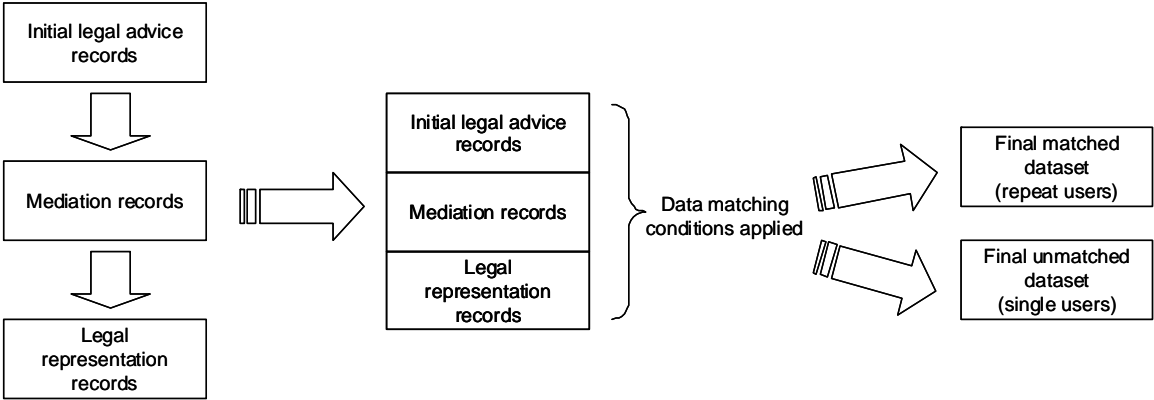 Initial legal advice
records
Mediation records
Legal
representation
records
Initial legal advice
records
Mediation records
Legal
representation
records
Data matching
conditions applied
Final matched
dataset
(repeat users)
Final unmatched
dataset
(single users)